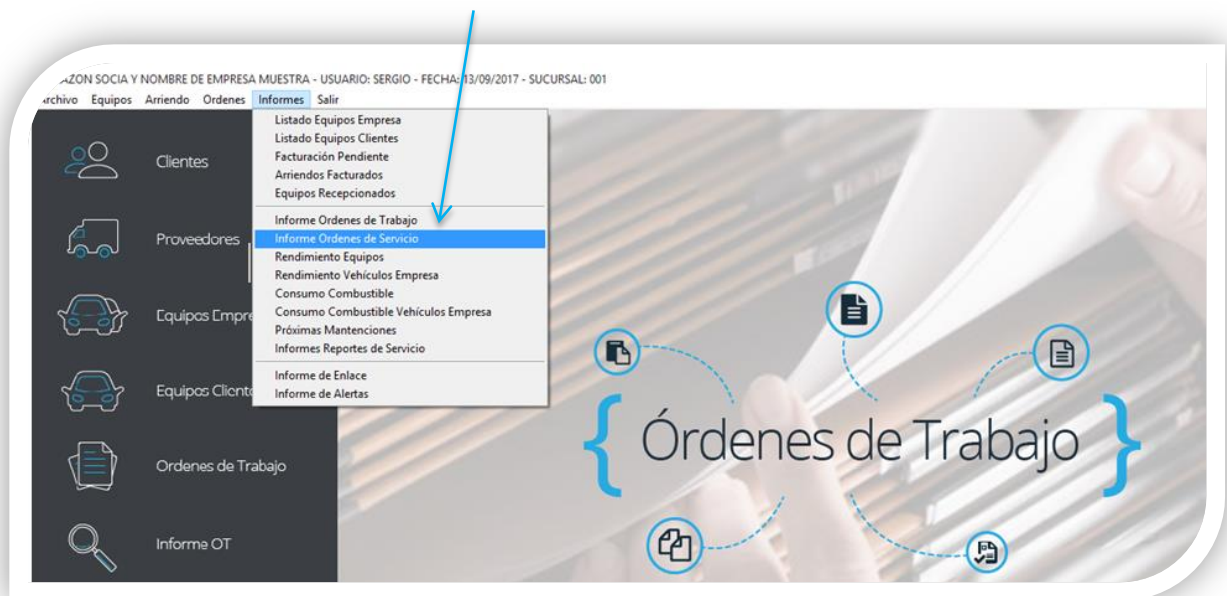 AZON SOCIA Y NOMBRE DE EMPRESA MUESTRA - USUARIO: SERGIO - FECHA: 13/09/2017 - SUCURSAL: 001
rchivo Equipos Arriendo Ordenes Informes Salir
Listado Equipos Empresa
Listado Equipos Clientes
Facturación Pendiente
Arriendos Facturados
Equipos Recepcionados
Informe Ordenes de Trabajo
Informe Ordenes de Servicio
Rendimiento Equipos
Rendimiento Vehículos Empresa
Consumo Combustible
Consumo Combustible Vehículos Empresa
Próximas Mantenciones
Informes Reportes de Servicio
Informe de Enlace
Informe de Alertas
Clientes
Proveedores
Equipos Empre
Equipos Cliente
Ordenes de Trabajo
Informe OT
{ Órdenes de Trabajo }